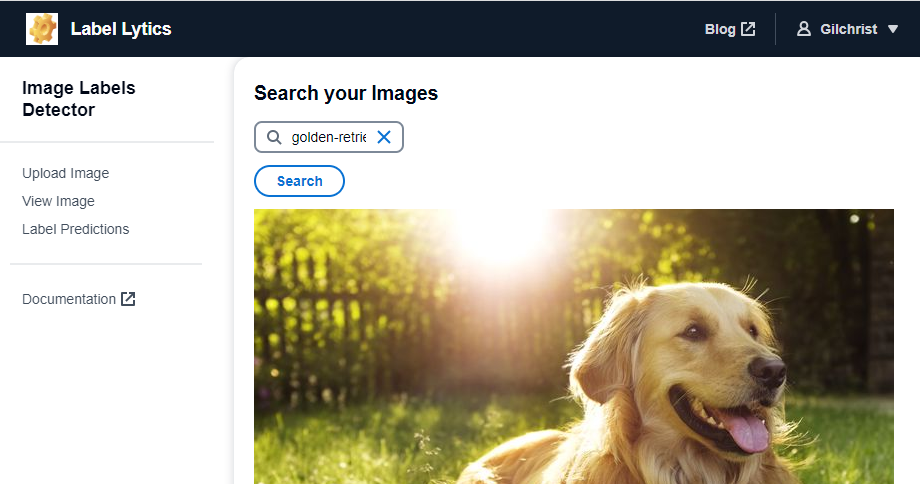 Label Lytics
Blog
Gilchrist
Image Labels
Detector
Upload Image
View Image
Label Predictions
Documentation
Search your Images
golden-retrie
Search